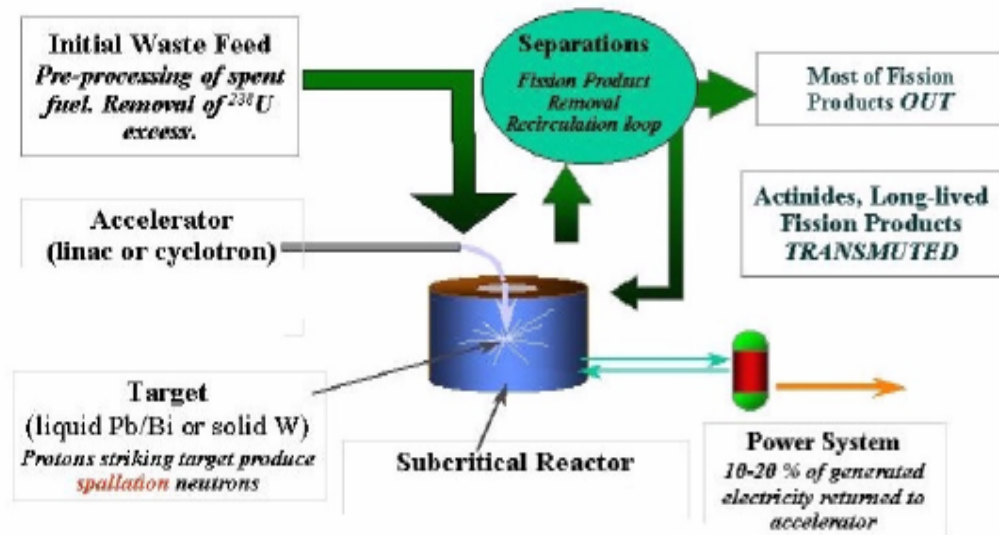 Initial Waste Feed
Pre-processing of spent
fuel. Removal of ²³⁸U
excess.
Separations
Fission Product
Removal
Recirculation loop
Most of Fission
Products OUT
Actinides, Long-lived
Fission Products
TRANSMUTED
Accelerator
(linac or cyclotron)
Target
(liquid Pb/Bi or solid W)
Protons striking target produce
spallation neutrons
Subcritical Reactor
Power System
10-20 % of generated
electricity returned to
accelerator